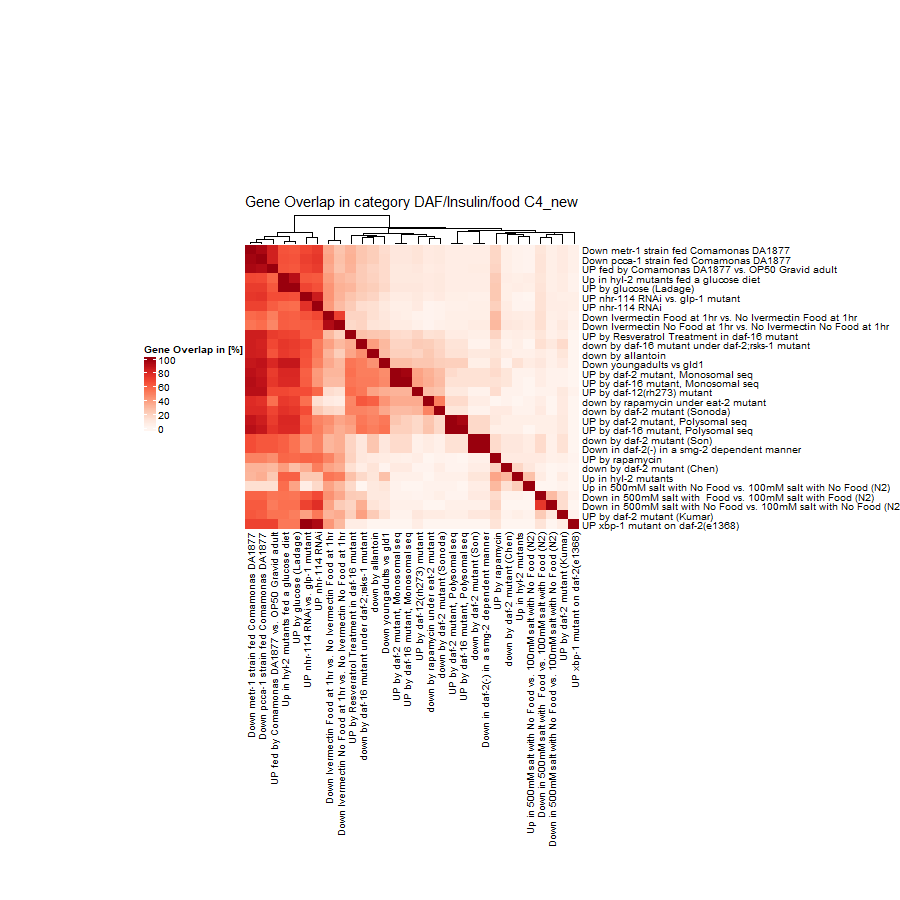 Gene Overlap in category DAF/Insulin/food C4_new
Down metr-1 strain fed Comamonas DA1877
Down pcca-1 strain fed Comamonas DA1877
UP fed by Comamonas DA1877 vs. OP50 Gravid adult
Up in hyl-2 mutants fed a glucose diet
UP by glucose (Ladage)
UP nhr-114 RNAi vs. glp-1 mutant
UP nhr-114 RNAi
Down Ivermectin Food at 1hr vs. No Ivermectin Food at 1hr
Down Ivermectin No Food at 1hr vs. No Ivermectin No Food at 1hr
UP by Resveratrol Treatment in daf-16 mutant
down by daf-16 mutant under daf-2;rsks-1 mutant
down by allantoin
Down youngadults vs gld1
UP by daf-2 mutant, Monosomal seq
UP by daf-16 mutant, Monosomal seq
UP by daf-12(rh273) mutant
down by rapamycin under eat-2 mutant
down by daf-2 mutant (Sonoda)
UP by daf-2 mutant, Polysomal seq
UP by daf-16 mutant, Polysomal seq
down by daf-2 mutant (Son)
Down in daf-2(-) in a smg-2 dependent manner
UP by rapamycin
down by daf-2 mutant (Chen)
Up in hyl-2 mutants
Up in 500mM salt with No Food vs. 100mM salt with No Food (N2)
Down in 500mM salt with  Food vs. 100mM salt with Food (N2)
Down in 500mM salt with No Food vs. 100mM salt with No Food (N2
UP by daf-2 mutant (Kumar)
UP xbp-1 mutant on daf-2(e1368)
Gene Overlap in [%]
100
80
60
40
20
0
Down metr-1 strain fed Comamonas DA1877
Down pcca-1 strain fed Comamonas DA1877
UP fed by Comamonas DA1877 vs. OP50 Gravid adult
Up in hyl-2 mutants fed a glucose diet
UP by glucose (Ladage)
UP nhr-114 RNAi vs. glp-1 mutant
UP nhr-114 RNAi
Down Ivermectin Food at 1hr vs. No Ivermectin Food at 1hr
Down Ivermectin No Food at 1hr vs. No Ivermectin No Food at 1hr
UP by Resveratrol Treatment in daf-16 mutant
down by daf-16 mutant under daf-2;rsks-1 mutant
down by allantoin
Down youngadults vs gld1
UP by daf-2 mutant, Monosomal seq
UP by daf-16 mutant, Monosomal seq
UP by daf-12(rh273) mutant
down by rapamycin under eat-2 mutant
down by daf-2 mutant (Sonoda)
UP by daf-2 mutant, Polysomal seq
UP by daf-16 mutant, Polysomal seq
down by daf-2 mutant (Son)
Down in daf-2(-) in a smg-2 dependent manner
UP by rapamycin
down by daf-2 mutant (Chen)
Up in hyl-2 mutants
Up in 500mM salt with No Food vs. 100mM salt with No Food (N2)
Down in 500mM salt with  Food vs. 100mM salt with Food (N2)
Down in 500mM salt with No Food vs. 100mM salt with No Food (N2)
UP by daf-2 mutant (Kumar)
UP xbp-1 mutant on daf-2(e1368)